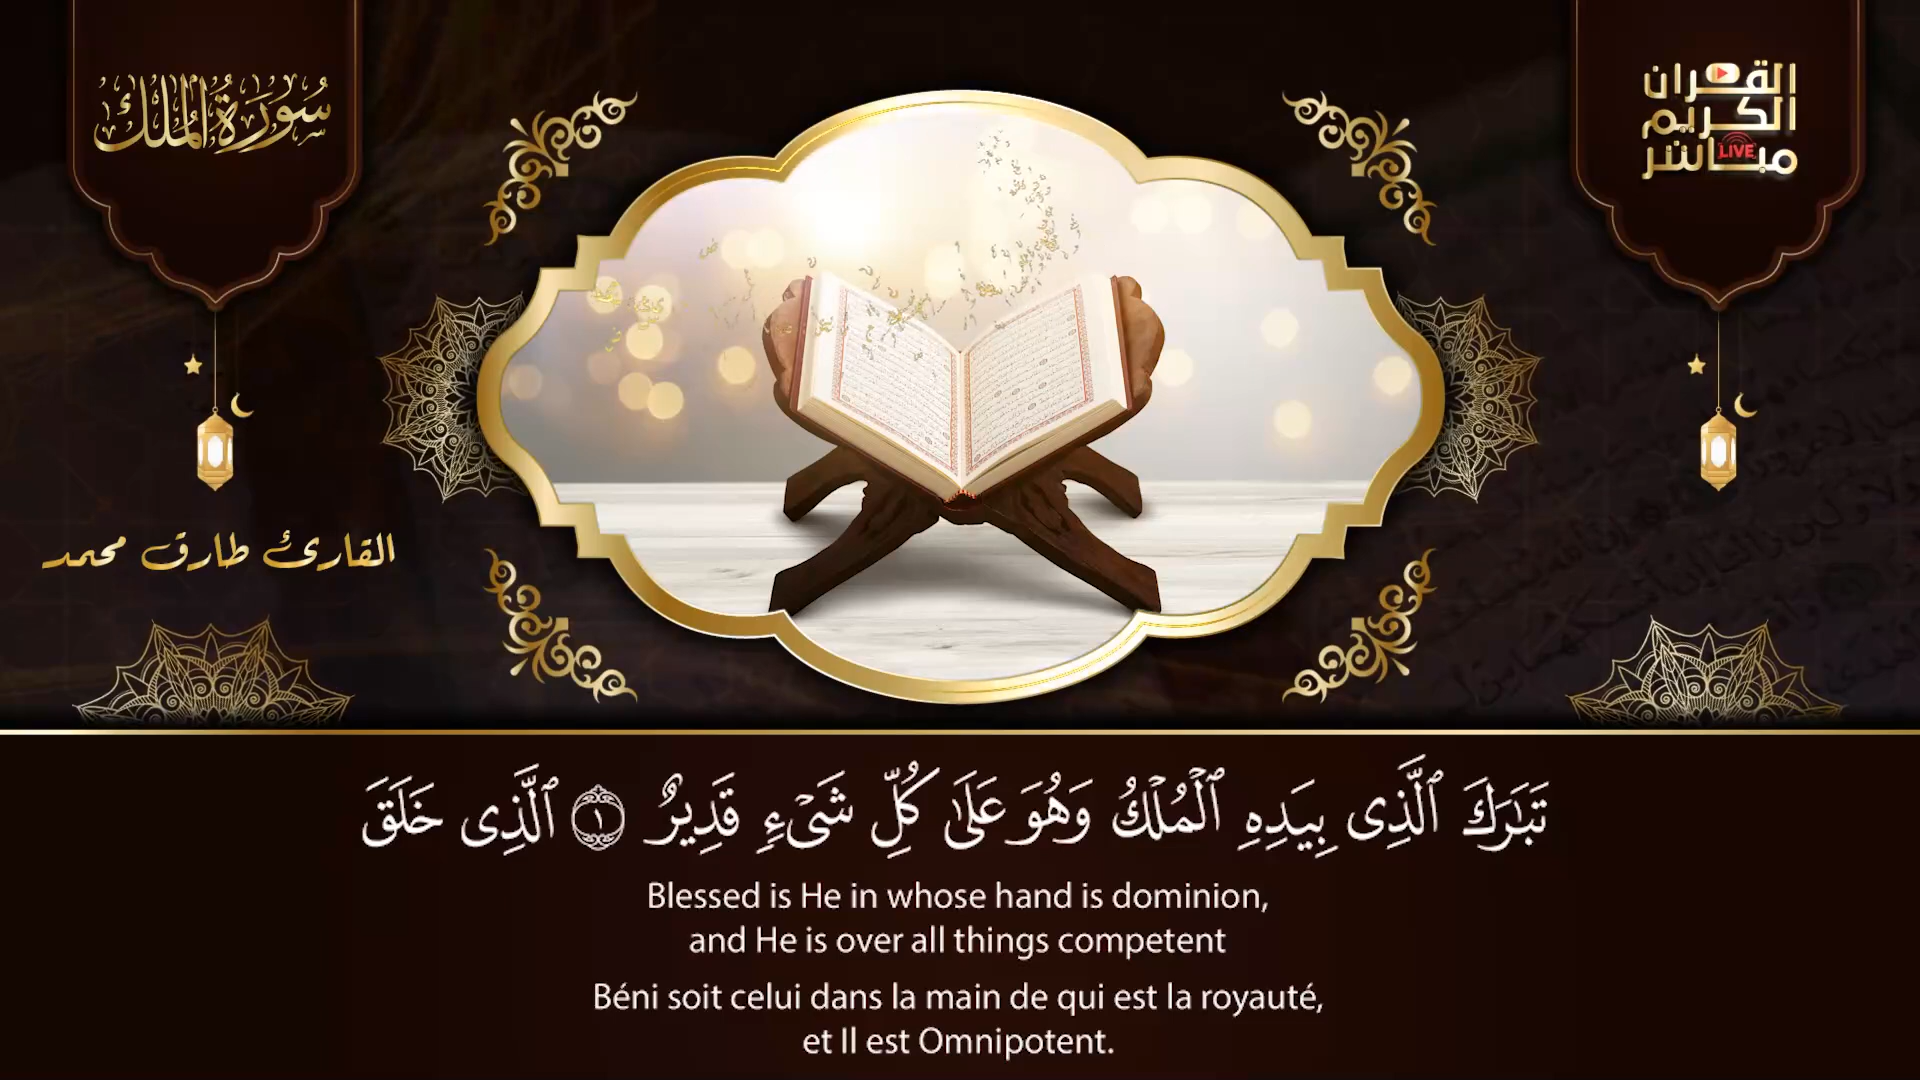 سُورَةُ المُلك
القرآن
الكريم
مباشر
LIVE
القارئ طارق محمد
تَبَٰرَكَ ٱلَّذِى بِيَدِهِ ٱلْمُلْكُ وَهُوَ عَلَىٰ كُلِّ شَىْءٍ قَدِيرٌ ١ ٱلَّذِى خَلَقَ
Blessed is He in whose hand is dominion,
and He is over all things competent
Béni soit celui dans la main de qui est la royauté,
et Il est Omnipotent.